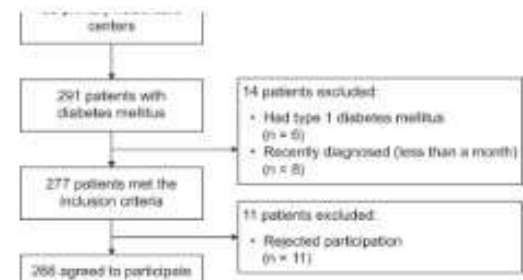 centers
291 patients with
diabetes mellitus
14 patients excluded:
• Had type 1 diabetes mellitus
(n = 6)
• Recently diagnosed (less than a month)
(n = 8)
277 patients met the
inclusion criteria
11 patients excluded:
• Rejected participation
(n = 11)
266 agreed to participate